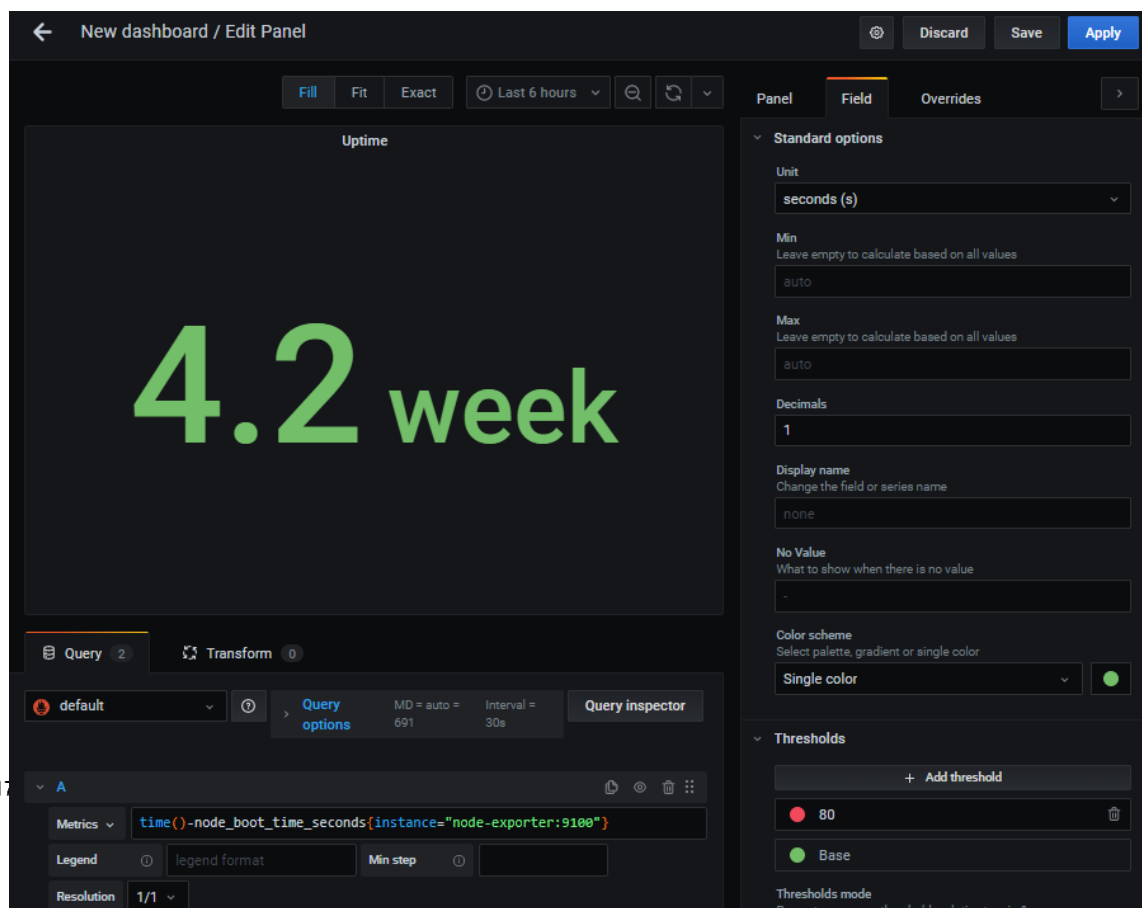 New dashboard / Edit Panel
Discard
Save
Apply
Fill
Fit
Exact
Last 6 hours
Panel
Field
Overrides
Uptime
4.2 week
Standard options
Unit
seconds (s)
Min
Leave empty to calculate based on all values
auto
Max
Leave empty to calculate based on all values
auto
Decimals
1
Display name
Change the field or series name
none
No Value
What to show when there is no value
-
Color scheme
Select palette, gradient or single color
Single color
Thresholds
+ Add threshold
80
Base
Thresholds mode
Query 2
Transform 0
default
Query options
MD = auto = 691
Interval = 30s
Query inspector
A
Metrics
time()-node_boot_time_seconds{instance="node-exporter:9100"}
Legend
legend format
Min step
Resolution
1/1